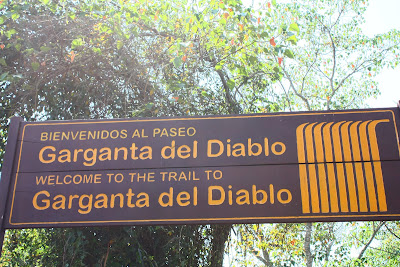 BIENVENIDOS AL PASEO
Garganta del Diablo
WELCOME TO THE TRAIL TO
Garganta del Diablo